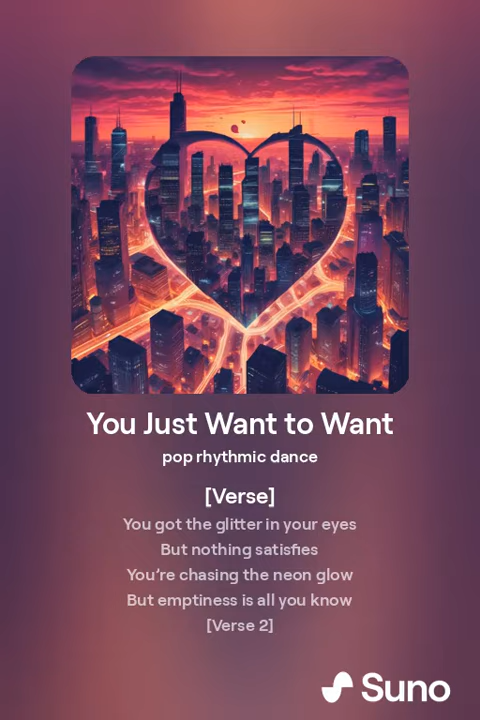 You Just Want to Want
pop rhythmic dance
[Verse]
You got the glitter in your eyes
But nothing satisfies
You're chasing the neon glow
But emptiness is all you know
[Verse 2]
Suno